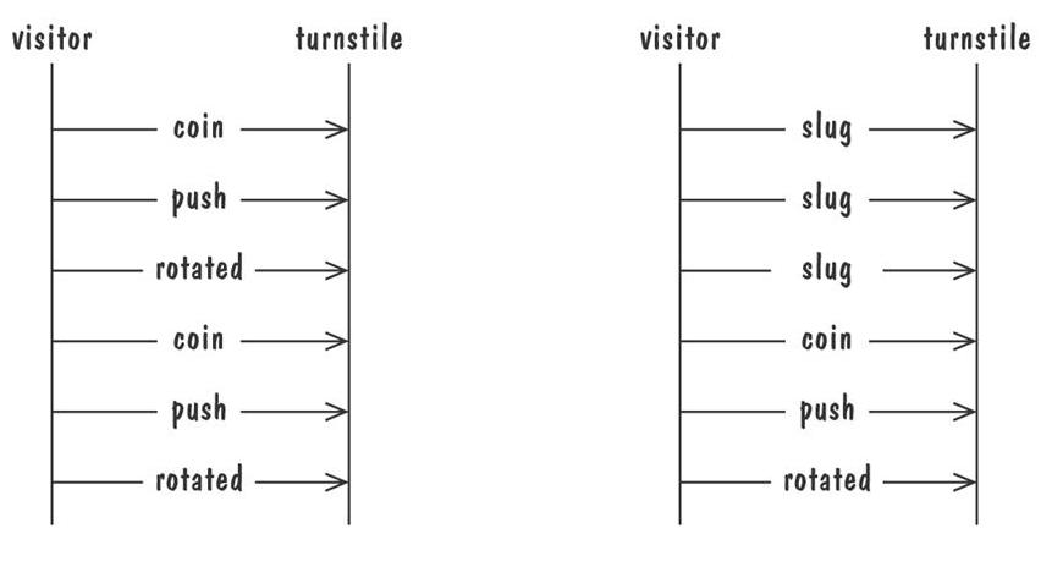 visitor turnstile
coin
push
rotated
coin
push
rotated
visitor turnstile
slug
slug
slug
coin
push
rotated